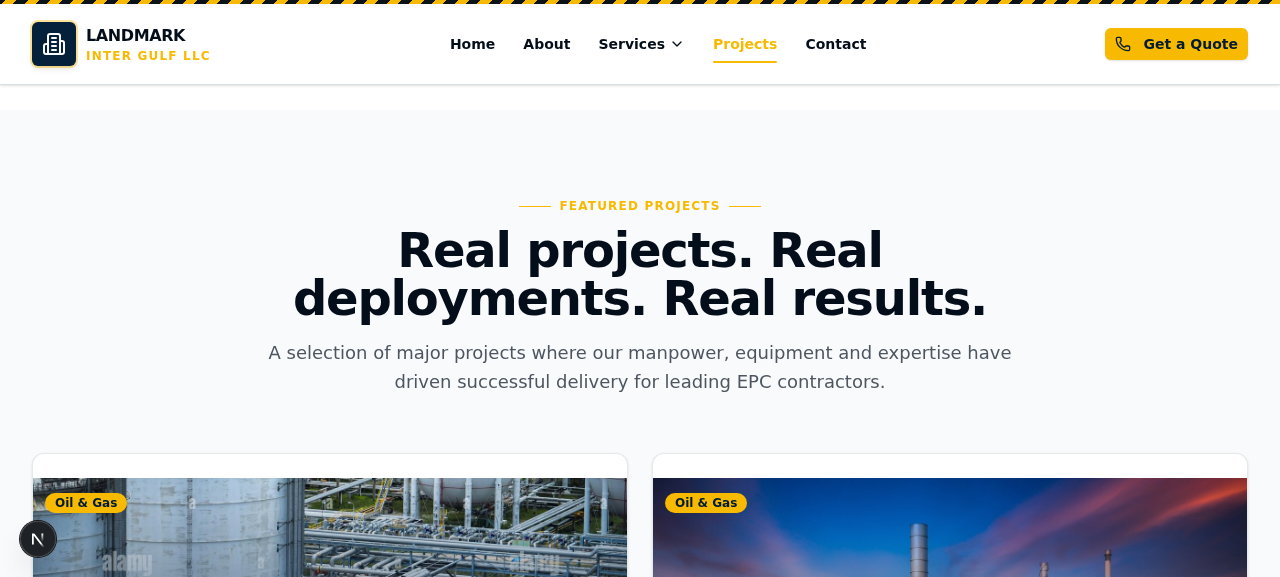 LANDMARK
INTER GULF LLC
Home
About
Services
Projects
Contact
Get a Quote
FEATURED PROJECTS
Real projects. Real
deployments. Real results.
A selection of major projects where our manpower, equipment and expertise have
driven successful delivery for leading EPC contractors.
Oil & Gas
Oil & Gas
a
a
alamy
a
alamy
N